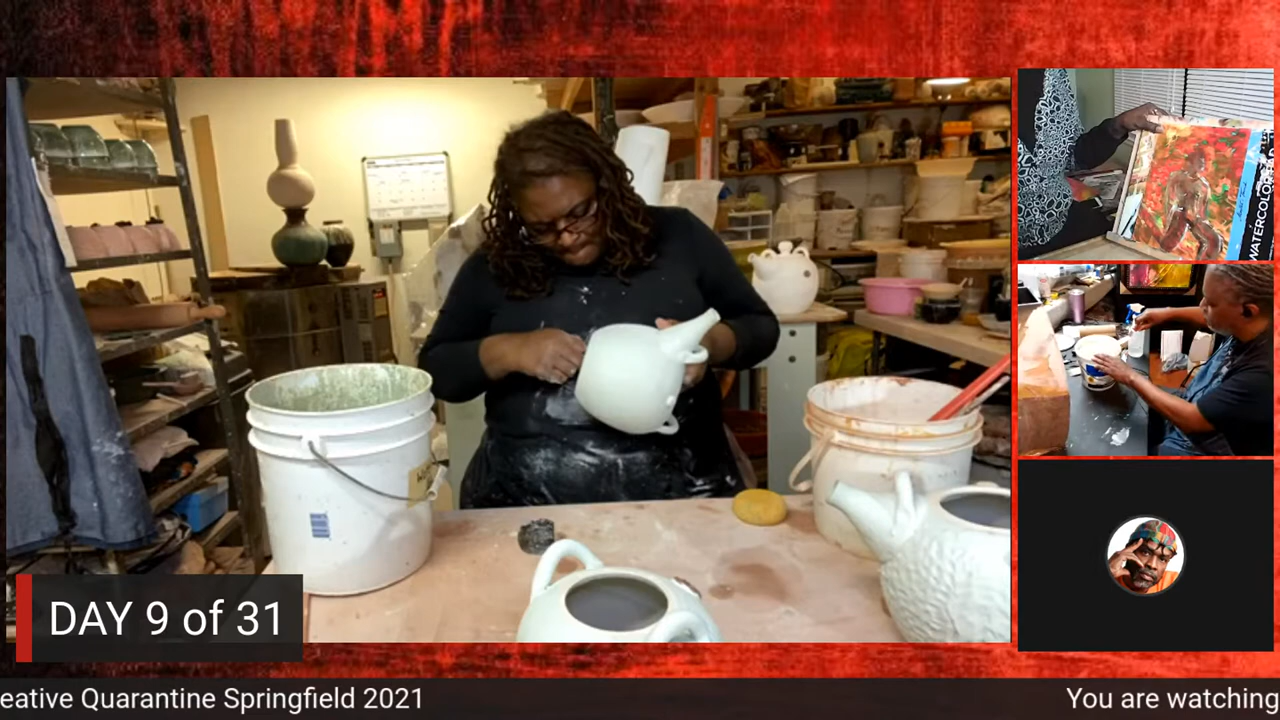 WATERCOLOR
DAY 9 of 31
eative Quarantine Springfield 2021
You are watching